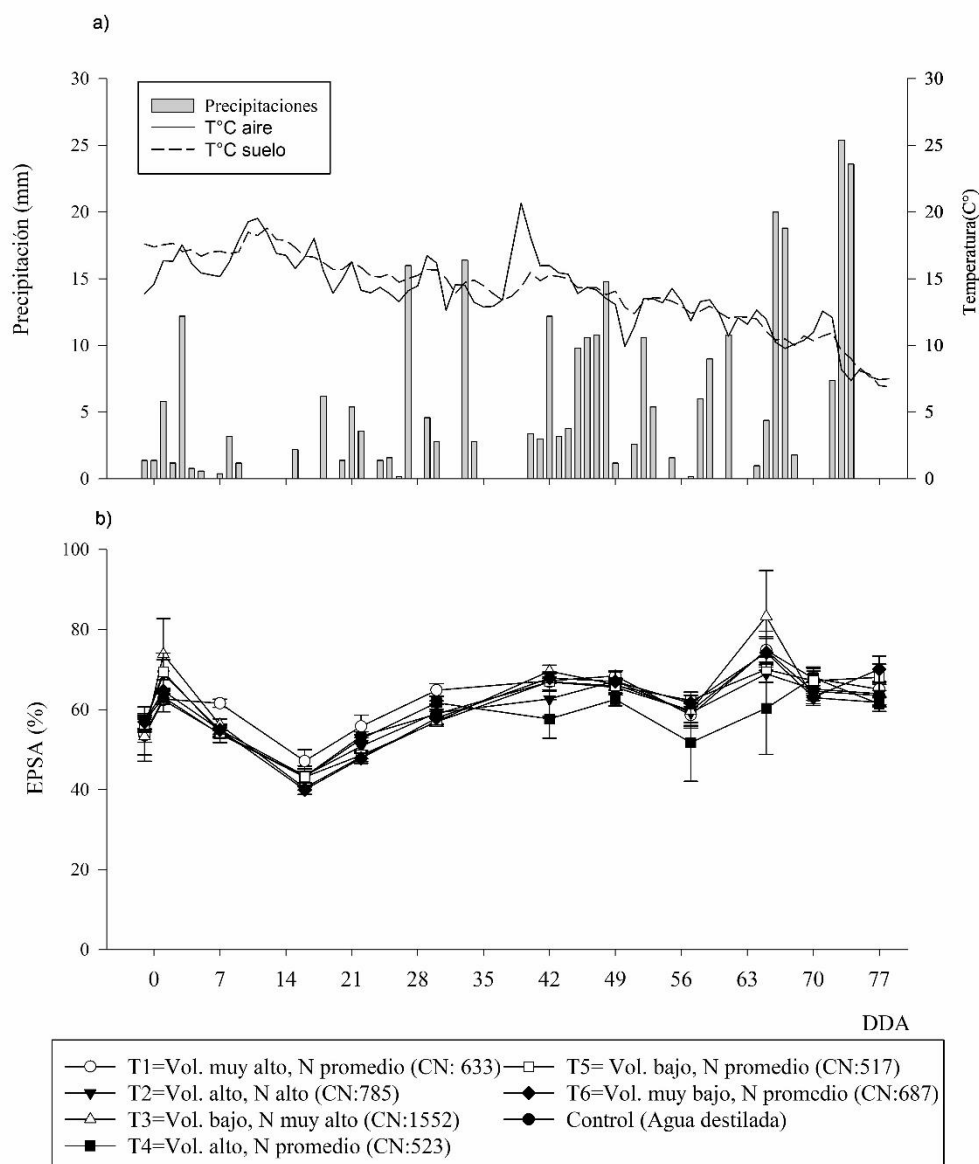 a)
30
25
20
15
10
5
0
Precipitación (mm)
Precipitaciones
T°C aire
T°C suelo
30
25
20
15
10
5
0
Temperatura(C°)
b)
100
80
60
40
20
0
EPSA (%)
0 7 14 21 28 35 42 49 56 63 70 77
DDA
T1=Vol. muy alto, N promedio (CN: 633)
T2=Vol. alto, N alto (CN:785)
T3=Vol. bajo, N muy alto (CN:1552)
T4=Vol. alto, N promedio (CN:523)
T5= Vol. bajo, N promedio (CN:517)
T6=Vol. muy bajo, N promedio (CN:687)
Control (Agua destilada)